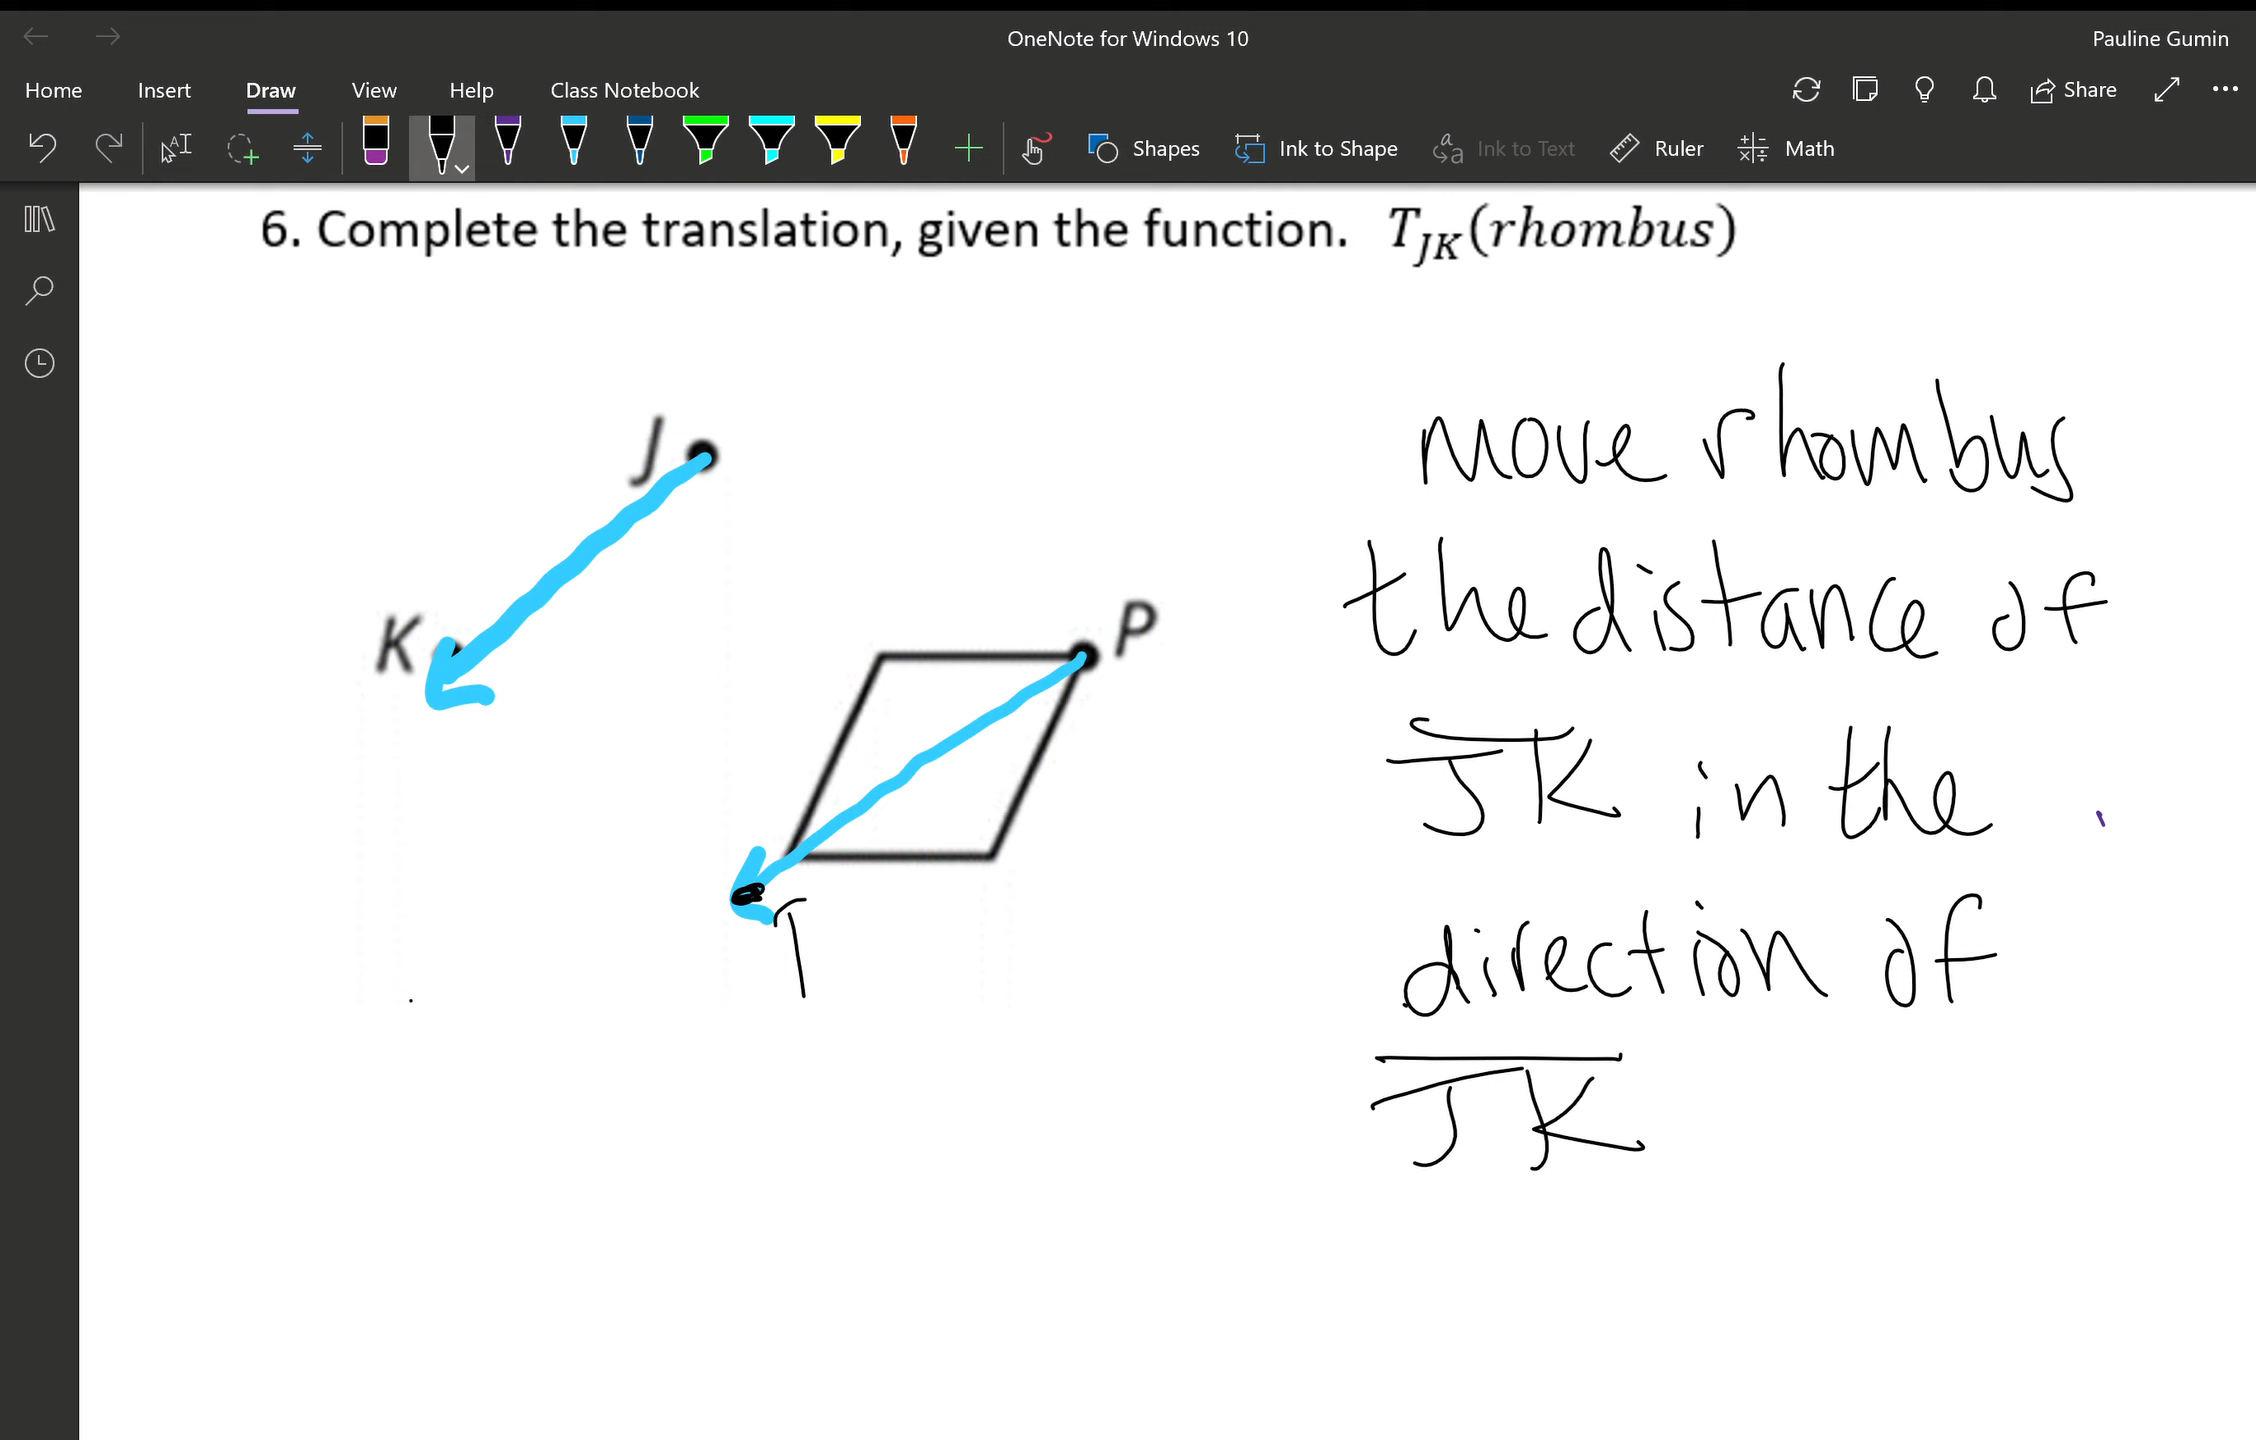 OneNote for Windows 10
Pauline Gumin
Home Insert Draw View Help Class Notebook
Share
Shapes Ink to Shape Ink to Text Ruler Math
6. Complete the translation, given the function. T_JK(rhombus)
J
K
P
T
move rhombus
the distance of
JK in the
direction of
JK